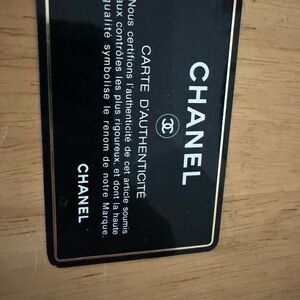 CHANEL
CARTE D'AUTHENTICITÉ
Nous certifions l'authenticité de cet article soumis
aux contrôles les plus rigoureux, et dont la haute
qualité symbolise le renom de notre Marque.
CHANEL